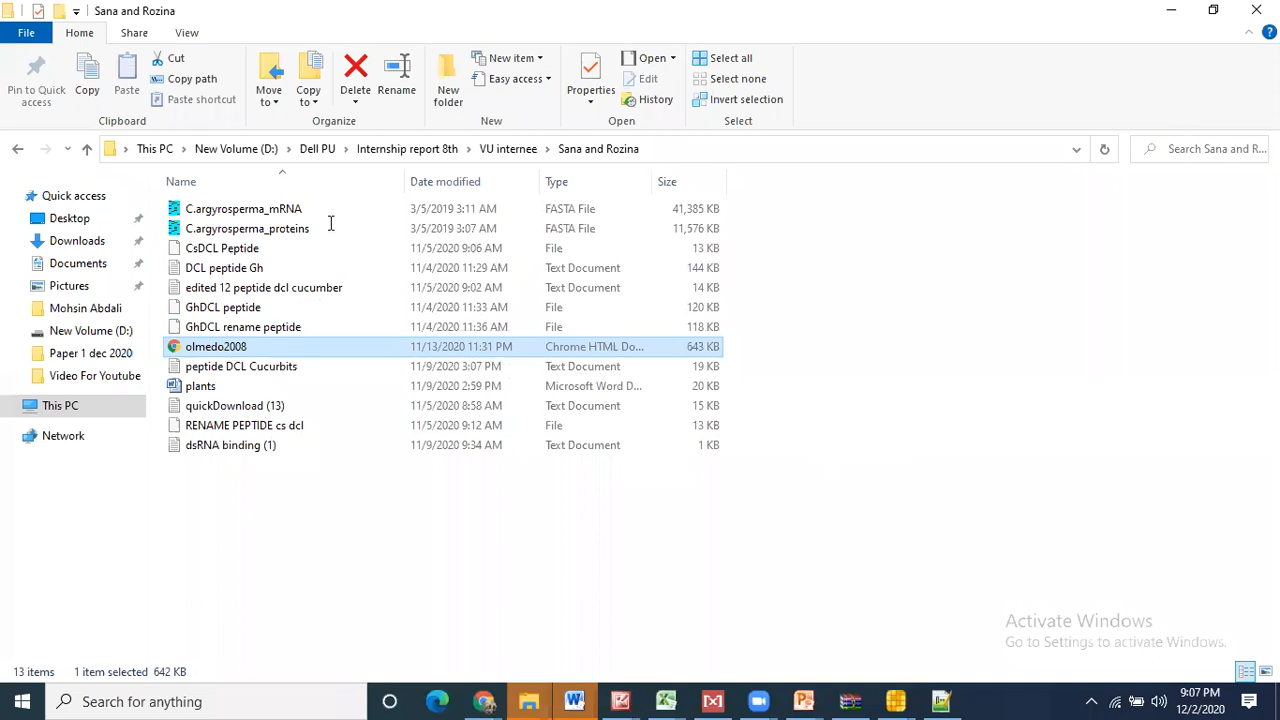 Sana and Rozina
File Home Share View
Pin to Quick access
Copy
Paste
Cut
Copy path
Paste shortcut
Clipboard
Move to
Copy to
Delete
Rename
Organize
New folder
New item
Easy access
New
Properties
Open
Edit
History
Open
Select all
Select none
Invert selection
Select
This PC New Volume (D:) Dell PU Internship report 8th VU internee Sana and Rozina
Search Sana and R...
Quick access
Desktop
Downloads
Documents
Pictures
Mohsin Abdali
New Volume (D:)
Paper 1 dec 2020
Video For Youtube
This PC
Network
Name Date modified Type Size
C.argyrosperma_mRNA 3/5/2019 3:11 AM FASTA File 41,385 KB
C.argyrosperma_proteins 3/5/2019 3:07 AM FASTA File 11,576 KB
CsDCL Peptide 11/5/2020 9:06 AM File 13 KB
DCL peptide Gh 11/4/2020 11:29 AM Text Document 144 KB
edited 12 peptide dcl cucumber 11/5/2020 9:02 AM Text Document 14 KB
GhDCL peptide 11/4/2020 11:33 AM File 120 KB
GhDCL rename peptide 11/4/2020 11:36 AM File 118 KB
olmedo2008 11/13/2020 11:31 PM Chrome HTML Do... 643 KB
peptide DCL Cucurbits 11/9/2020 3:07 PM Text Document 19 KB
plants 11/9/2020 2:59 PM Microsoft Word D... 20 KB
quickDownload (13) 11/5/2020 8:58 AM Text Document 15 KB
RENAME PEPTIDE cs dcl 11/5/2020 9:12 AM File 13 KB
dsRNA binding (1) 11/9/2020 9:34 AM Text Document 1 KB
Activate Windows
Go to Settings to activate Windows.
13 items 1 item selected 642 KB
Search for anything
9:07 PM
12/2/2020